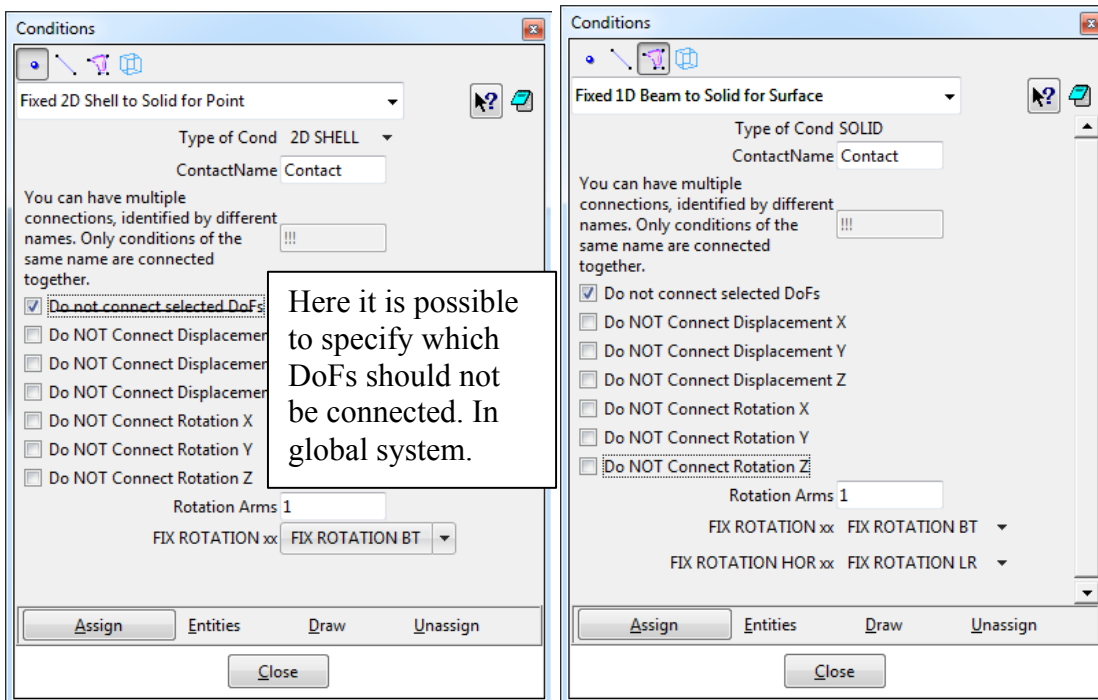 Conditions
Fixed 2D Shell to Solid for Point
Type of Cond 2D SHELL
ContactName Contact
You can have multiple
connections, identified by different
names. Only conditions of the
same name are connected
together.
!!!
Do not connect selected DoFs
Do NOT Connect Displacemen
Do NOT Connect Displacemen
Do NOT Connect Displacemen
Do NOT Connect Rotation X
Do NOT Connect Rotation Y
Do NOT Connect Rotation Z
Rotation Arms 1
FIX ROTATION xx FIX ROTATION BT
Assign Entities Draw Unassign
Close
Here it is possible
to specify which
DoFs should not
be connected. In
global system.
Conditions
Fixed 1D Beam to Solid for Surface
Type of Cond SOLID
ContactName Contact
You can have multiple
connections, identified by different
names. Only conditions of the
same name are connected
together.
!!!
Do not connect selected DoFs
Do NOT Connect Displacement X
Do NOT Connect Displacement Y
Do NOT Connect Displacement Z
Do NOT Connect Rotation X
Do NOT Connect Rotation Y
Do NOT Connect Rotation Z
Rotation Arms 1
FIX ROTATION xx FIX ROTATION BT
FIX ROTATION HOR xx FIX ROTATION LR
Assign Entities Draw Unassign
Close